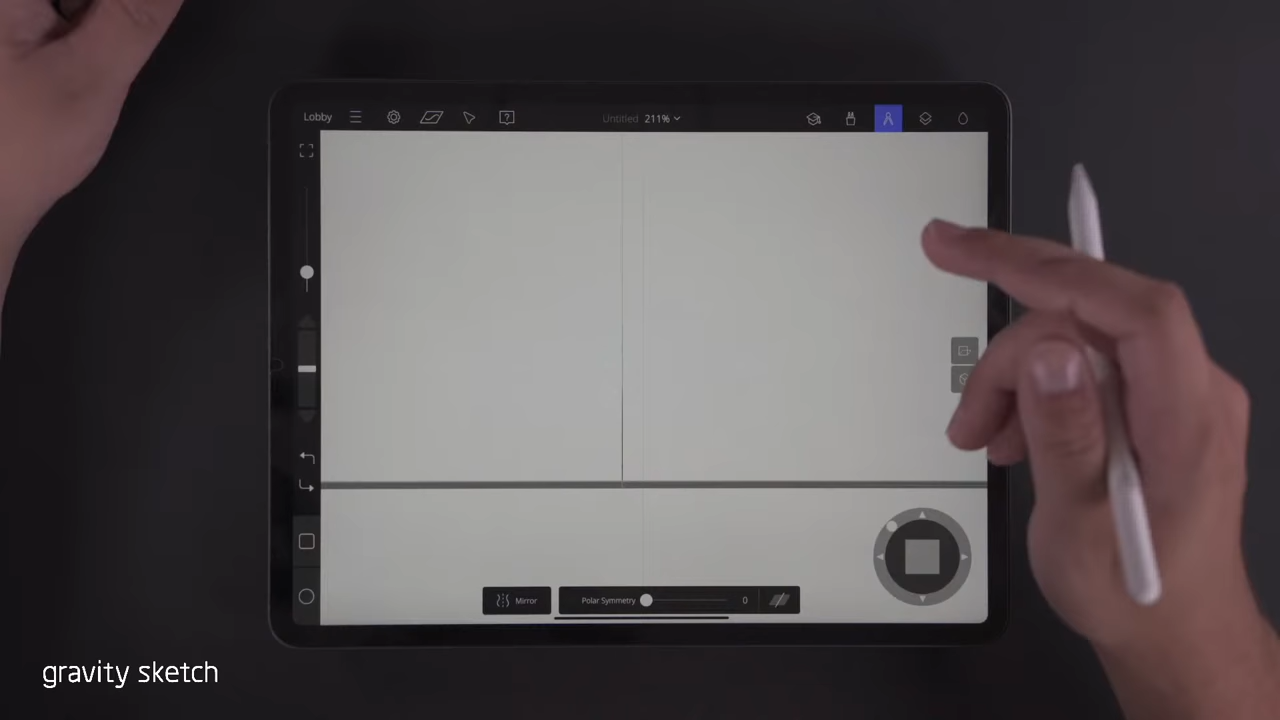 Lobby
Untitled 211%
Mirror
Polar Symmetry 0
gravity sketch